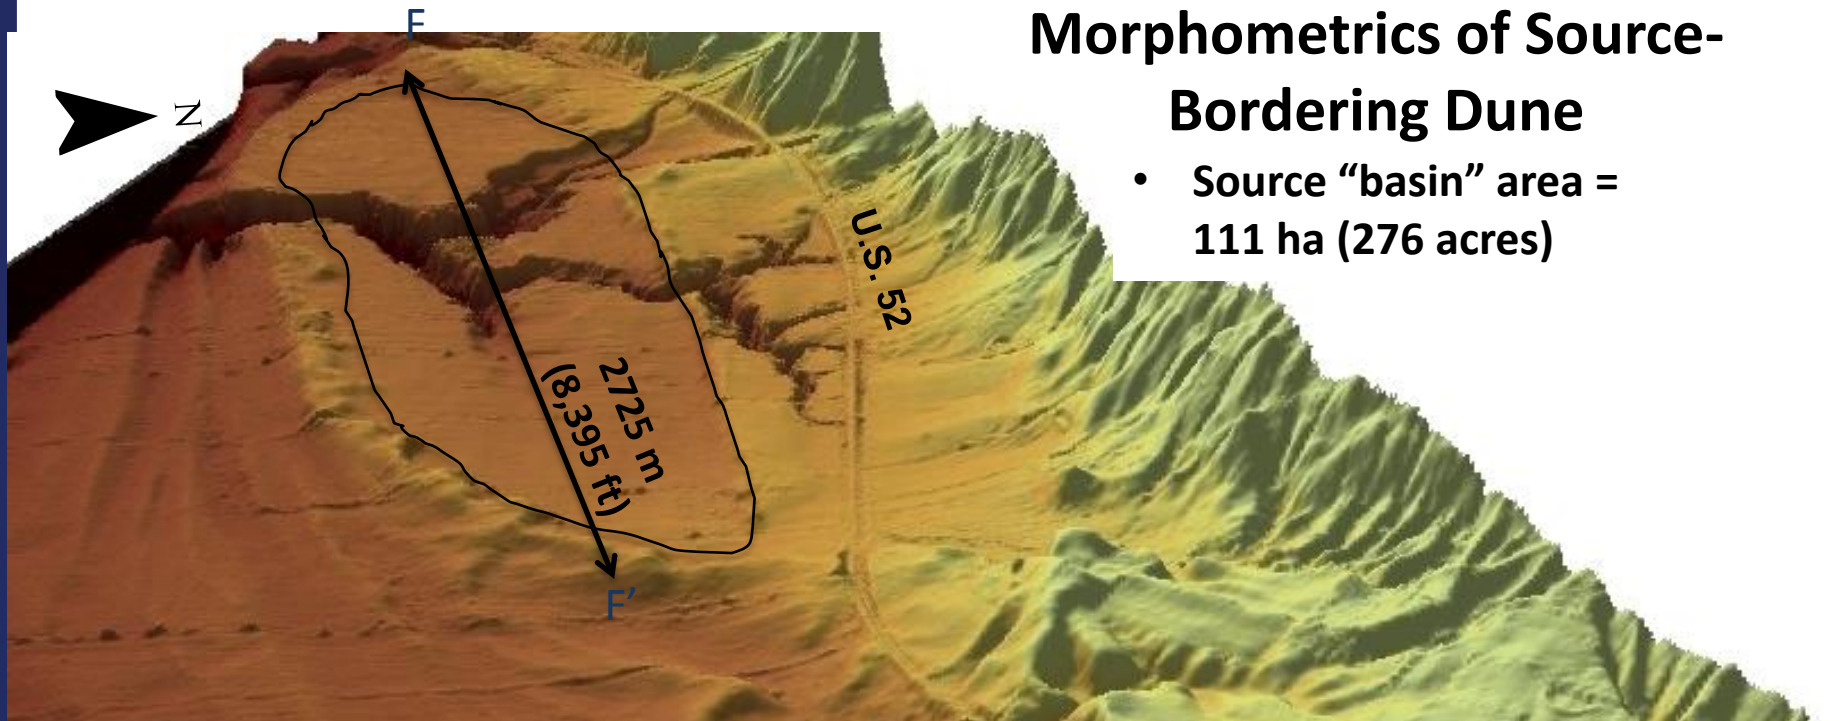 F
Morphometrics of Source-
Bordering Dune
N
• Source “basin” area =
111 ha (276 acres)
U.S. 52
2725 m
(8,395 ft)
F’